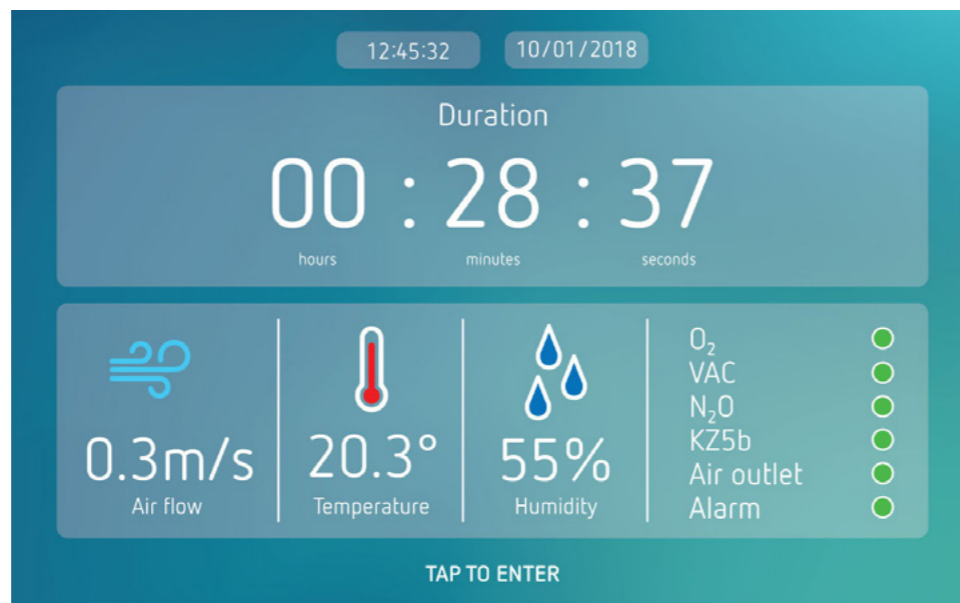 12:45:32 10/01/2018
Duration
00 : 28 : 37
hours minutes seconds
0.3m/s 20.3° 55%
Air flow Temperature Humidity
O₂
VAC
N₂O
KZ5b
Air outlet
Alarm
TAP TO ENTER